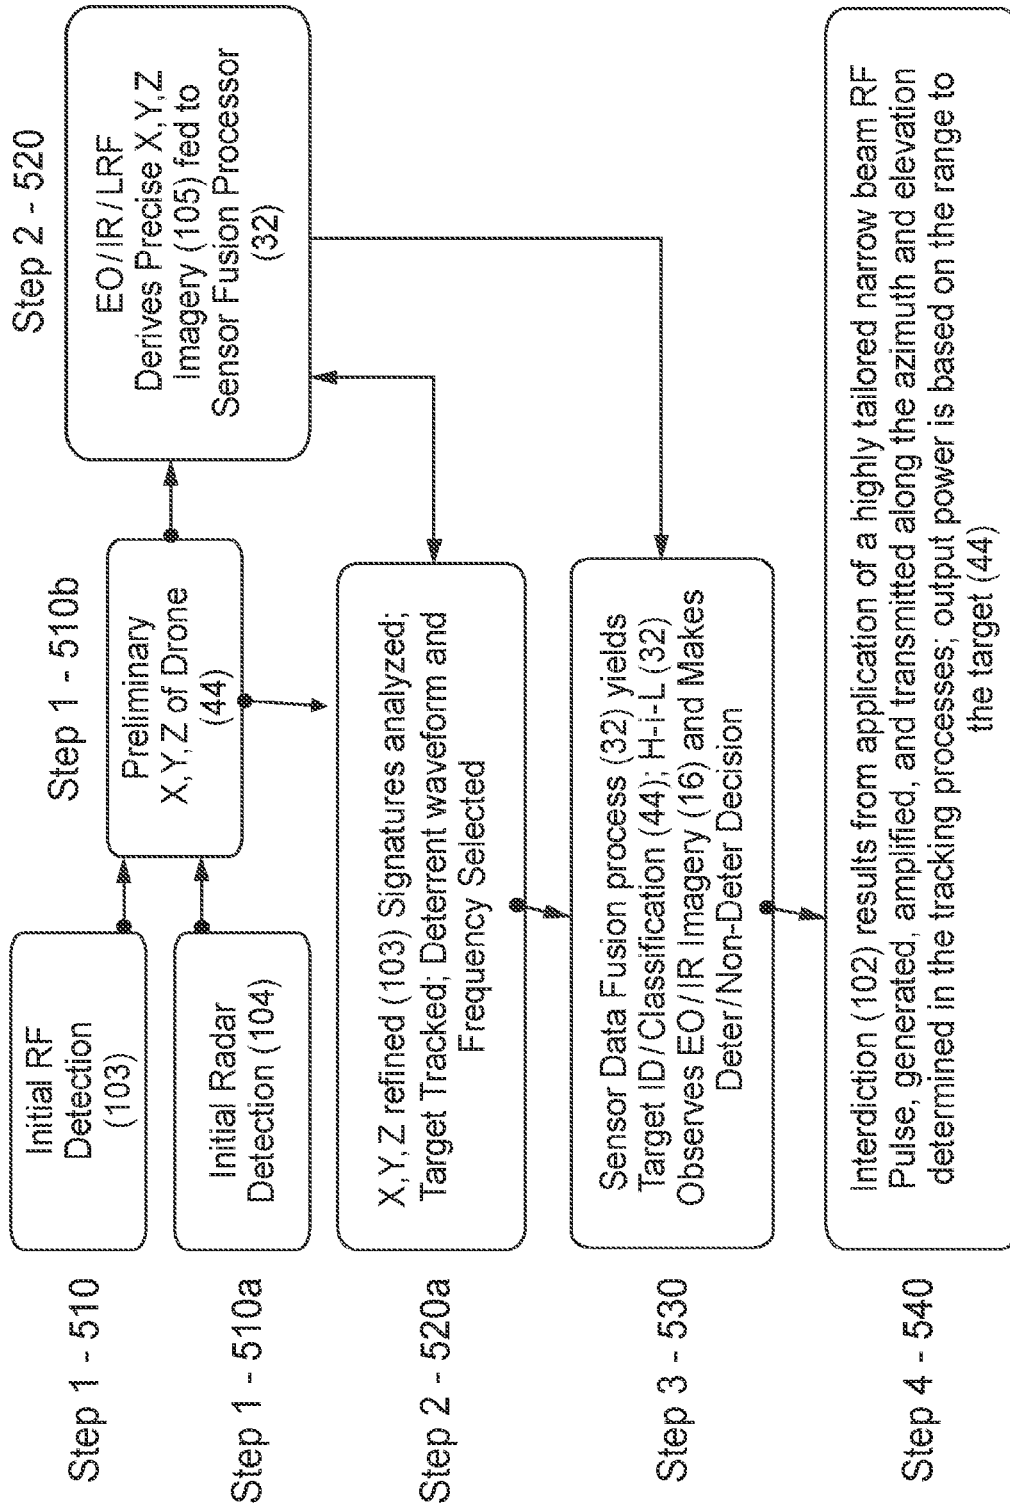 Step 1 - 510
Initial RF
Detection
(103)
Step 1 - 510a
Initial Radar
Detection (104)
Step 1 - 510b
Preliminary
X,Y,Z of Drone
(44)
Step 2 - 520
EO/IR/LRF
Derives Precise X,Y,Z
Imagery (105) fed to
Sensor Fusion Processor
(32)
Step 2 - 520a
X,Y,Z refined (103) Signatures analyzed;
Target Tracked; Deterrent waveform and
Frequency Selected
Step 3 - 530
Sensor Data Fusion process (32) yields
Target ID/Classification (44); H-i-L (32)
Observes EO/IR Imagery (16) and Makes
Deter/Non-Deter Decision
Step 4 - 540
Interdiction (102) results from application of a highly tailored narrow beam RF
Pulse, generated, amplified, and transmitted along the azimuth and elevation
determined in the tracking processes; output power is based on the range to
the target (44)